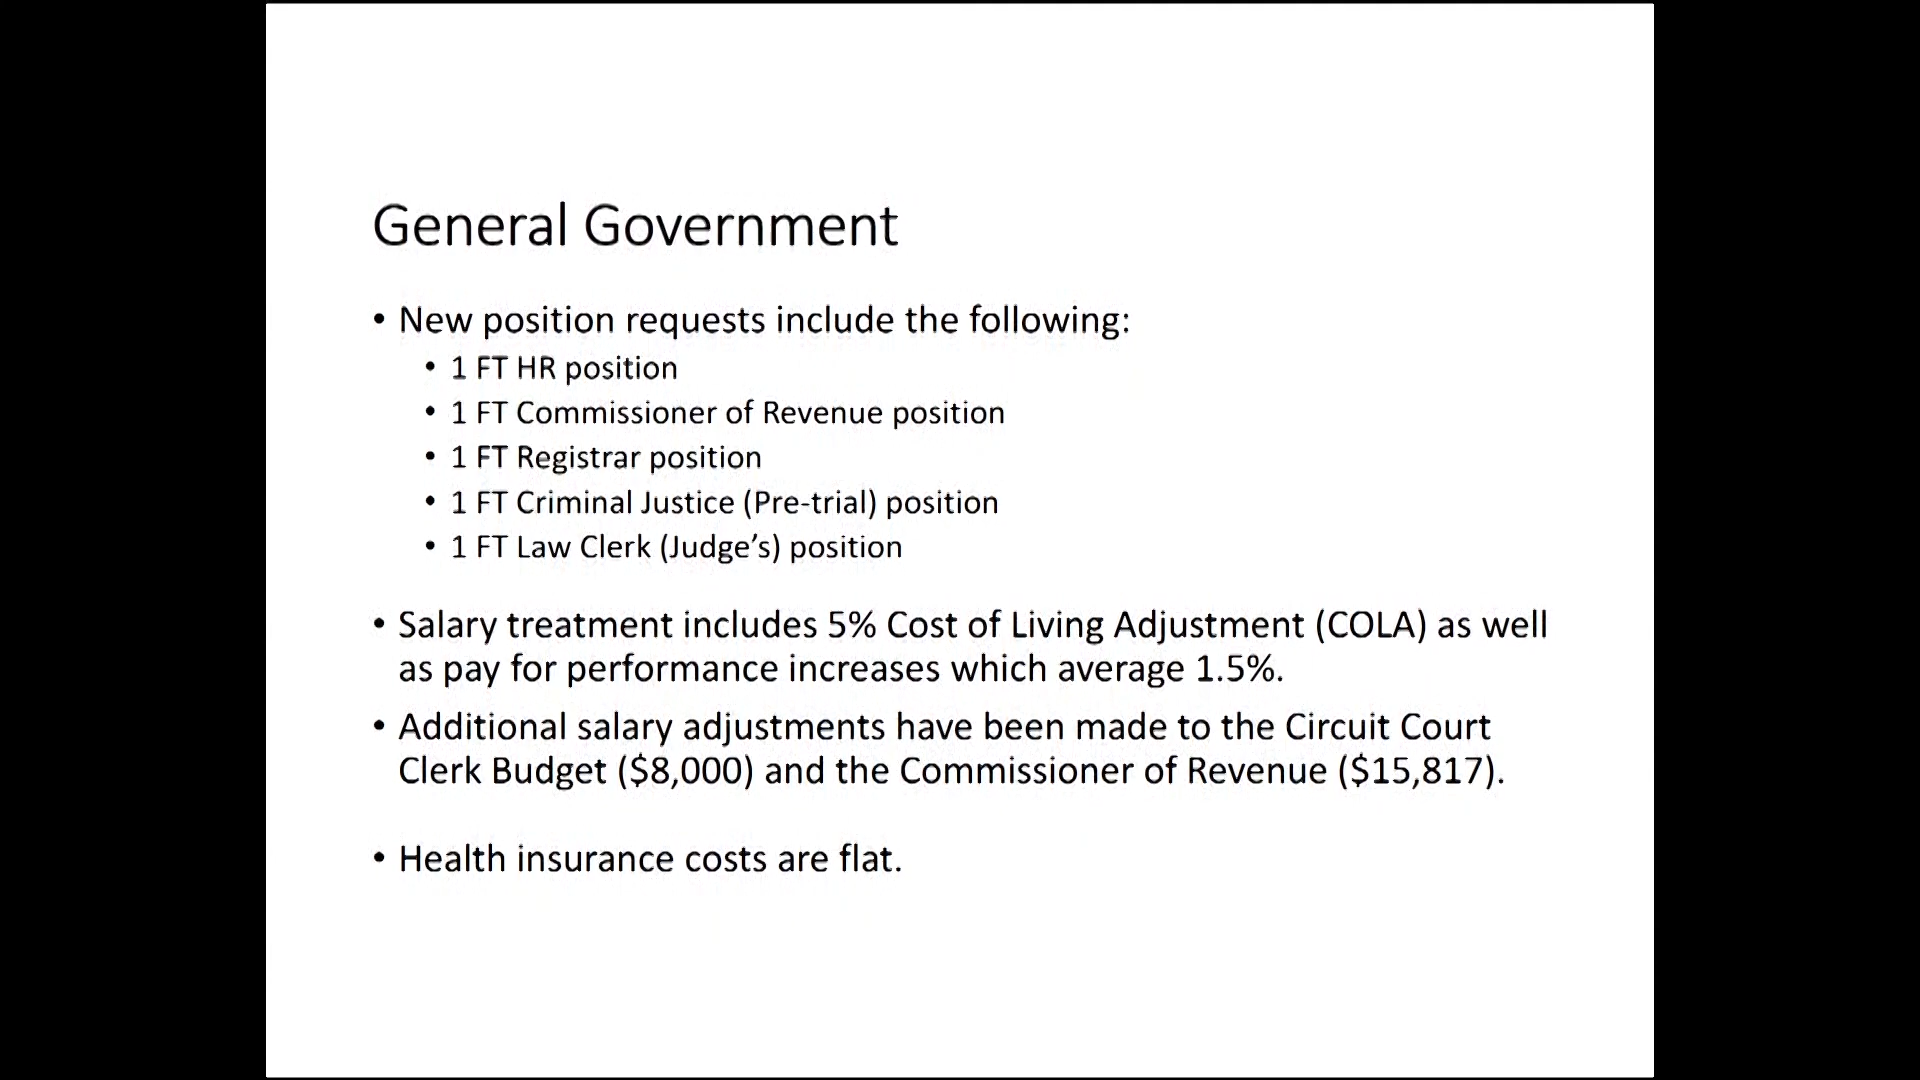 General Government
• New position requests include the following:
• 1 FT HR position
• 1 FT Commissioner of Revenue position
• 1 FT Registrar position
• 1 FT Criminal Justice (Pre-trial) position
• 1 FT Law Clerk (Judge’s) position
• Salary treatment includes 5% Cost of Living Adjustment (COLA) as well
as pay for performance increases which average 1.5%.
• Additional salary adjustments have been made to the Circuit Court
Clerk Budget ($8,000) and the Commissioner of Revenue ($15,817).
• Health insurance costs are flat.